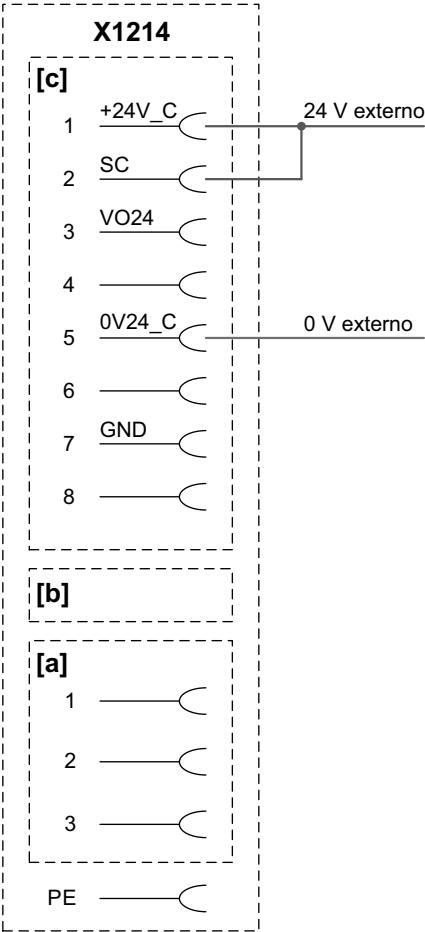 X1214
[c]
1 +24V_C 24 V externo
2 SC
3 VO24
4
5 0V24_C 0 V externo
6
7 GND
8
[b]
[a]
1
2
3
PE